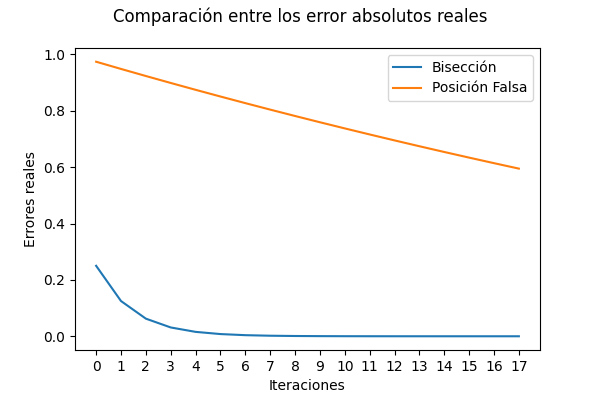 Comparación entre los error absolutos reales
1.0
0.8
0.6
0.4
0.2
0.0
Errores reales
Bisección
Posición Falsa
0 1 2 3 4 5 6 7 8 9 10 11 12 13 14 15 16 17
Iteraciones